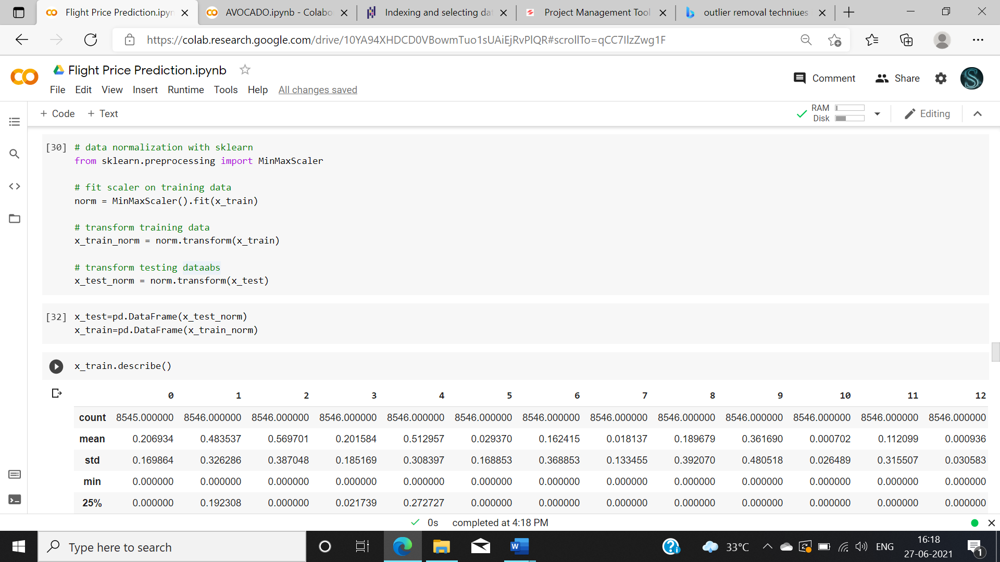 Flight Price Prediction.ipyn
AVOCADO.ipynb - Colabo
Indexing and selecting dat
Project Management Tool
outlier removal techniues
https://colab.research.google.com/drive/10YA94XHDCD0VBowmTuo1sUAiEjRvPlQR#scrollTo=qCC7IlzZwg1F
Flight Price Prediction.ipynb
Comment
Share
S
File Edit View Insert Runtime Tools Help All changes saved
+ Code + Text
RAM
Disk
Editing
[30] # data normalization with sklearn
from sklearn.preprocessing import MinMaxScaler
# fit scaler on training data
norm = MinMaxScaler().fit(x_train)
# transform training data
x_train_norm = norm.transform(x_train)
# transform testing dataabs
x_test_norm = norm.transform(x_test)
[32] x_test=pd.DataFrame(x_test_norm)
x_train=pd.DataFrame(x_train_norm)
x_train.describe()
0 1 2 3 4 5 6 7 8 9 10 11 12
count 8545.000000 8546.000000 8546.000000 8546.000000 8546.000000 8546.000000 8546.000000 8546.000000 8546.000000 8546.000000 8546.000000 8546.000000 8546.000000
mean 0.206934 0.483537 0.569701 0.201584 0.512957 0.029370 0.162415 0.018137 0.189679 0.361690 0.000702 0.112099 0.000936
std 0.169864 0.326286 0.387048 0.185169 0.308397 0.168853 0.368853 0.133455 0.392070 0.480518 0.026489 0.315507 0.030583
min 0.000000 0.000000 0.000000 0.000000 0.000000 0.000000 0.000000 0.000000 0.000000 0.000000 0.000000 0.000000 0.000000
25% 0.000000 0.192308 0.000000 0.021739 0.272727 0.000000 0.000000 0.000000 0.000000 0.000000 0.000000 0.000000 0.000000
0s completed at 4:18 PM
Type here to search
W
33°C
ENG
16:18
27-06-2021
1